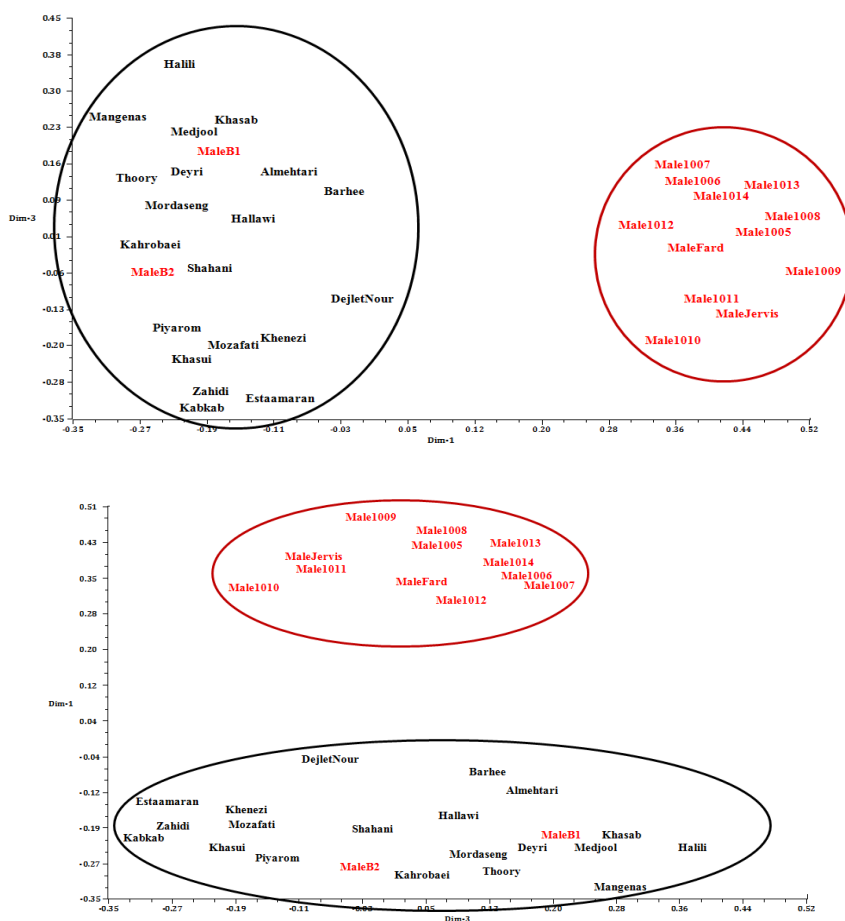 0.45
0.38
Halili
0.30
Mangenas
Khasab
0.23
Medjool
MaleB1
0.16
Thoory
Deyri
Almehtari
Barhee
0.09
Mordaseng
Hallawi
Dim-3
0.01
Kahrobaei
MaleB2
Shahani
-0.06
DejletNour
-0.13
Piyarom
Mozafati
Khenezi
-0.20
Khasui
-0.28
Zahidi
Estaamaran
Kabkab
-0.35
Male1007
Male1006
Male1013
Male1014
Male1008
Male1012
Male1005
MaleFard
Male1009
Male1011
MaleJervis
Male1010
-0.35 -0.27 -0.19 -0.11 -0.03 0.05 0.12 0.20 0.28 0.36 0.44 0.52
Dim-1
0.51
Male1009
Male1008
0.43
Male1005
Male1013
MaleJervis
Male1014
Male1011
0.35
Male1006
MaleFard
Male1007
Male1010
Male1012
0.28
0.20
0.12
Dim-1
0.04
-0.04
DejletNour
Barhee
-0.12
Almehtari
Estaamaran
Khenezi
Hallawi
-0.19
Zahidi
Mozafati
Shahani
MaleB1
Khasab
Kabkab
Khasui
Deyri
Medjool
Halili
Piyarom
Mordaseng
-0.27
MaleB2
Kahrobaei
Thoory
Mangenas
-0.35
-0.35 -0.27 -0.19 -0.11 -0.03 0.05 0.13 0.20 0.28 0.36 0.44 0.52
Dim-3